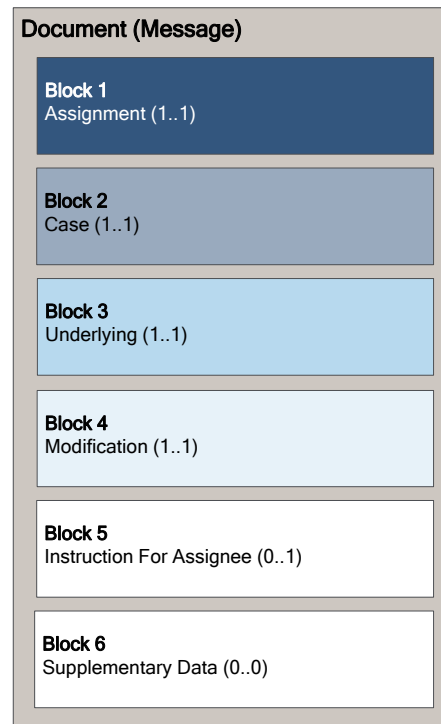 Document (Message)
Block 1
Assignment (1..1)
Block 2
Case (1..1)
Block 3
Underlying (1..1)
Block 4
Modification (1..1)
Block 5
Instruction For Assignee (0..1)
Block 6
Supplementary Data (0..0)